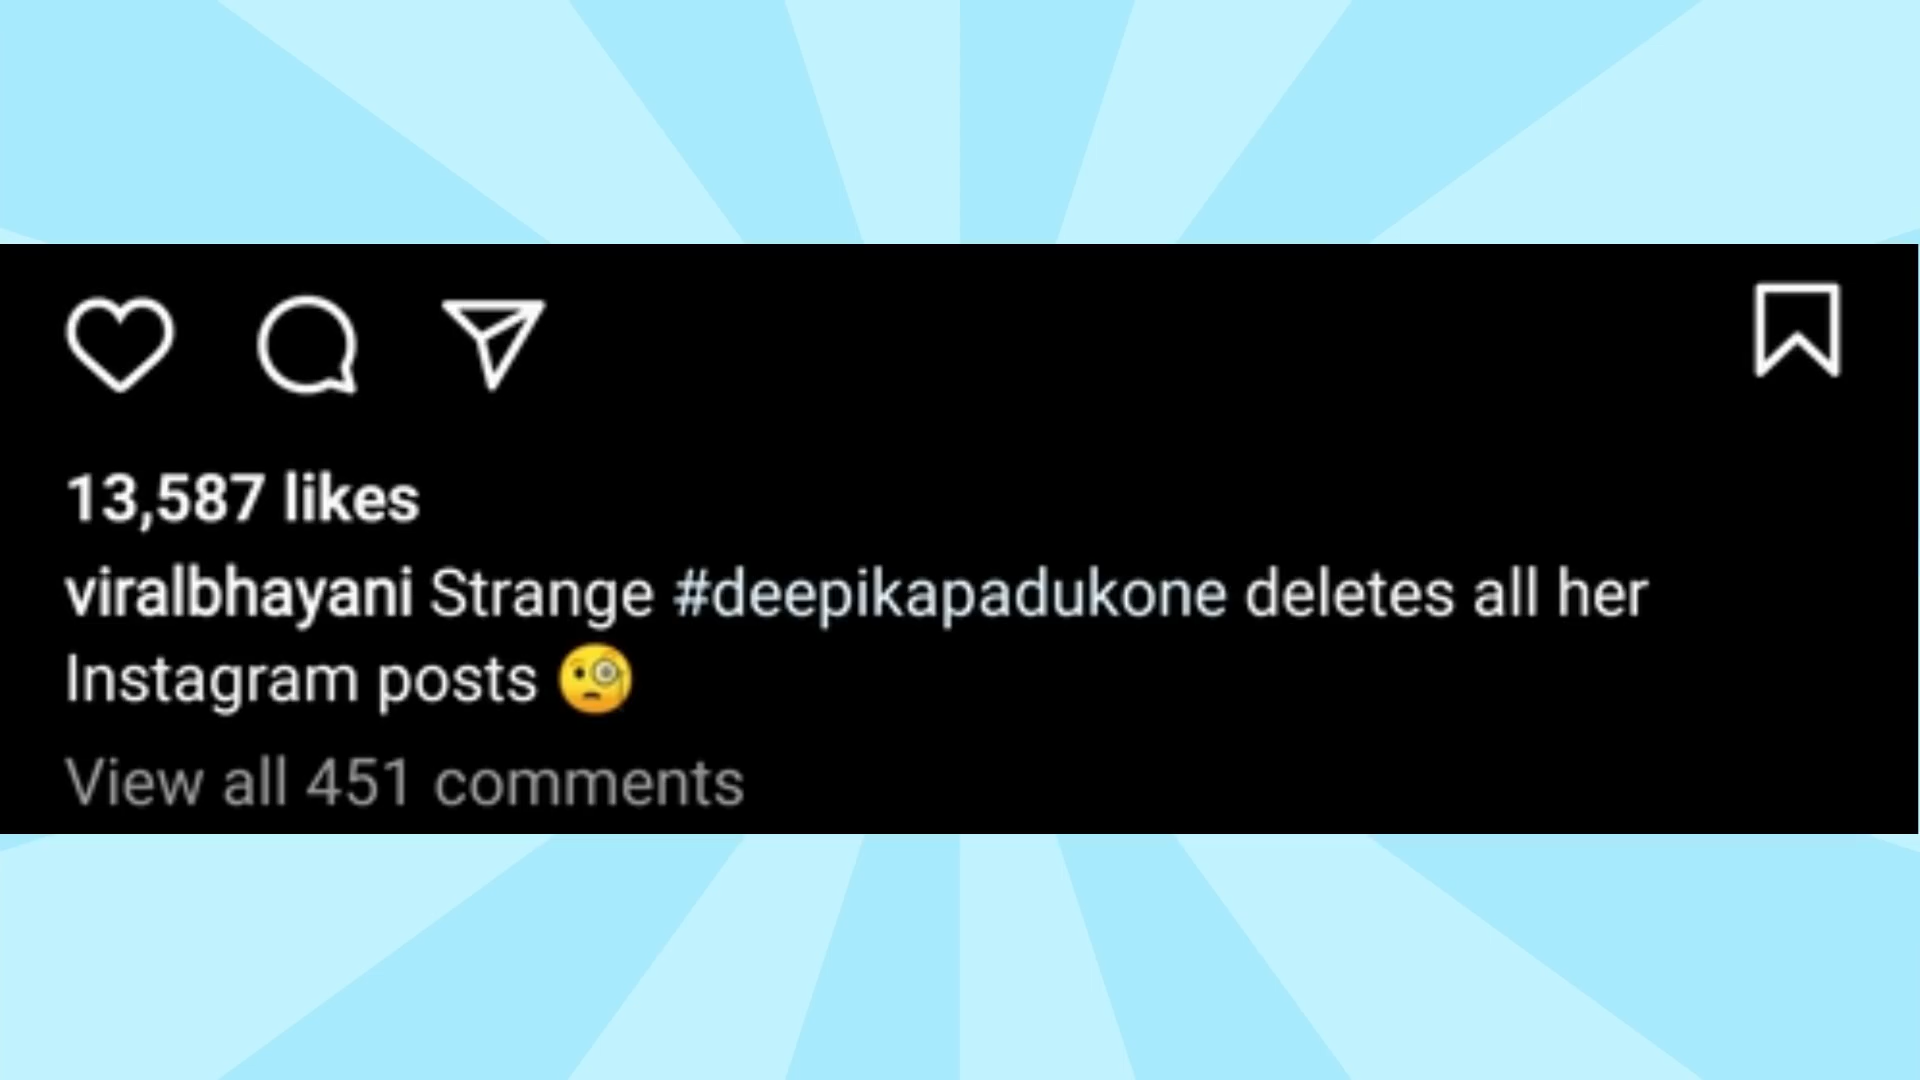 13,587 likes
viralbhayani Strange #deepikapadukone deletes all her
Instagram posts 🧐
View all 451 comments